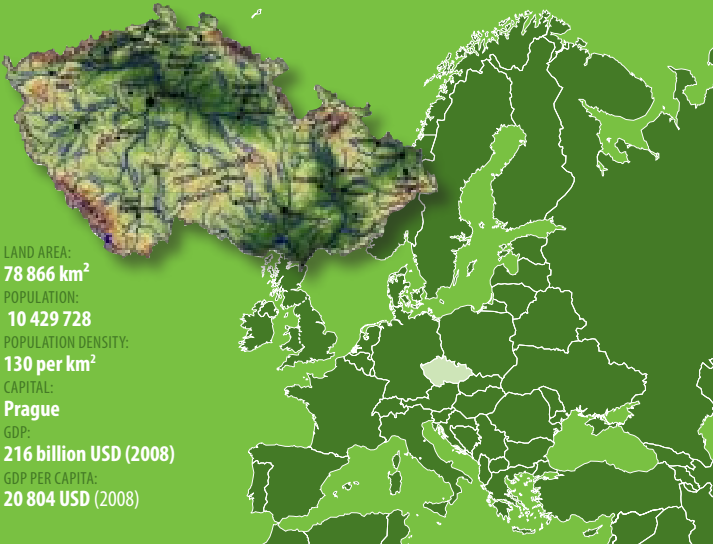 LAND AREA:
78 866 km²
POPULATION:
10 429 728
POPULATION DENSITY:
130 per km²
CAPITAL:
Prague
GDP:
216 billion USD (2008)
GDP PER CAPITA:
20 804 USD (2008)